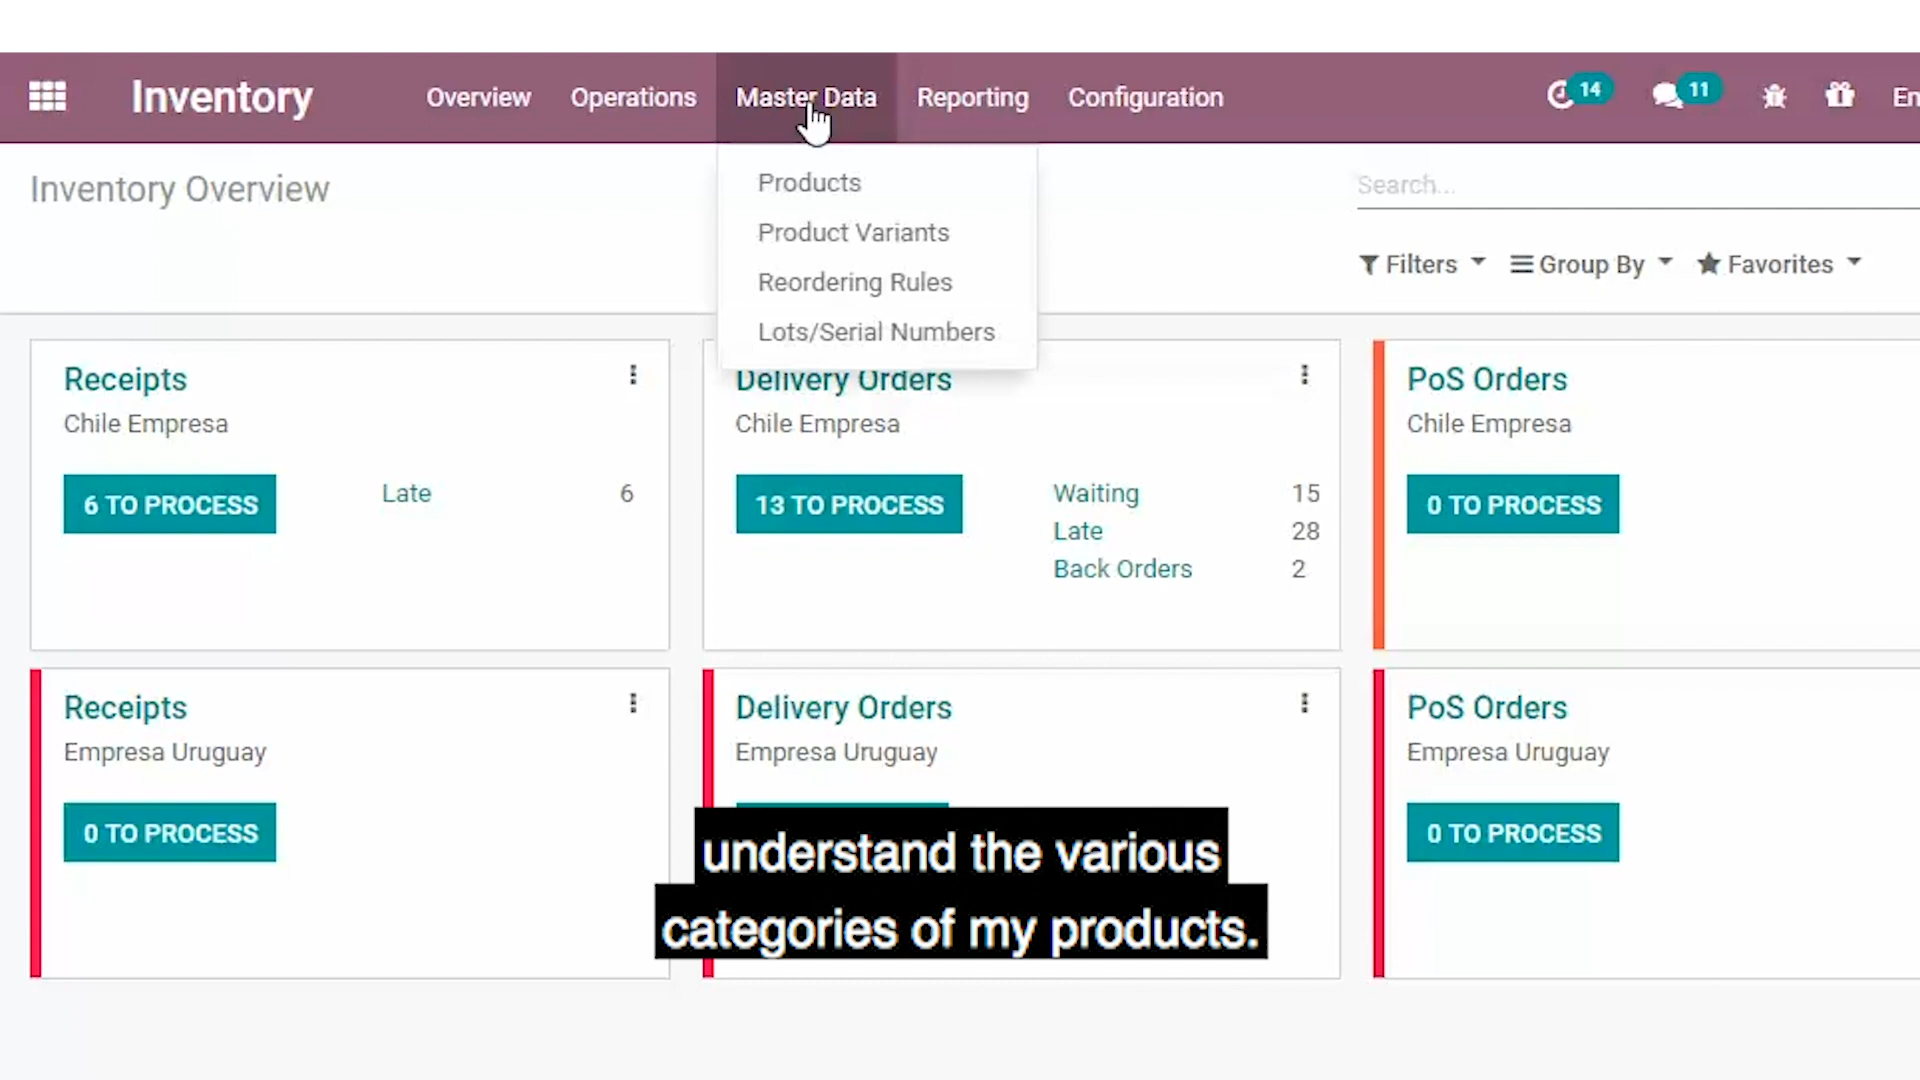 Inventory
Overview
Operations
Master Data
Reporting
Configuration
14
11
Inventory Overview
Search...
Products
Product Variants
Reordering Rules
Lots/Serial Numbers
Filters
Group By
Favorites
Receipts
Chile Empresa
6 TO PROCESS
Late 6
Delivery Orders
Chile Empresa
13 TO PROCESS
Waiting 15
Late 28
Back Orders 2
PoS Orders
Chile Empresa
0 TO PROCESS
Receipts
Empresa Uruguay
0 TO PROCESS
Delivery Orders
Empresa Uruguay
PoS Orders
Empresa Uruguay
0 TO PROCESS
understand the various
categories of my products.